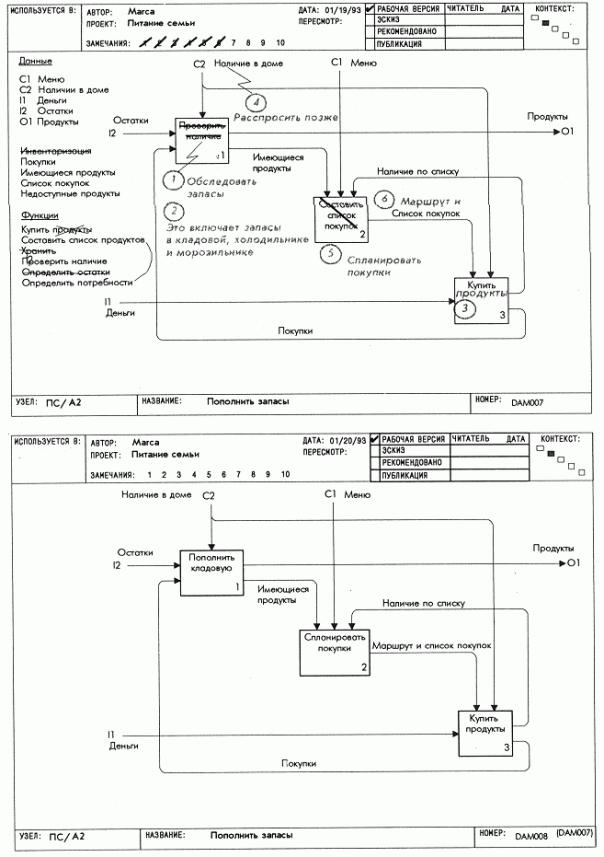 ИСПОЛЬЗУЕТСЯ В:
АВТОР: Marca
ПРОЕКТ: Питание семьи
ДАТА: 01/19/93
ПЕРЕСМОТР:
ЗАМЕЧАНИЯ: 1 2 3 4 5 6 7 8 9 10
РАБОЧАЯ ВЕРСИЯ
ЭСКИЗ
РЕКОМЕНДОВАНО
ПУБЛИКАЦИЯ
ЧИТАТЕЛЬ ДАТА
КОНТЕКСТ:
Данные
C1 Меню
C2 Наличии в доме
I1 Деньги
I2 Остатки
O1 Продукты
Инвентаризация
Покупки
Имеющиеся продукты
Список покупок
Недоступные продукты
Функции
Купить продукты
Составить список продуктов
Хранить
Проверить наличие
Определить остатки
Определить потребности
C2 Наличие в доме
C1 Меню
4
Расспросить позже
Остатки
I2
Проверить
наличие
1
Продукты
O1
Имеющиеся
продукты
1
Обследовать
запасы
2
Это включает запасы
в кладовой, холодильнике
и морозильнике
Наличие по списку
6
Маршрут и
Список покупок
Составить
список
покупок
2
5
Спланировать
покупки
I1
Деньги
Купить
продукты
3
3
Покупки
УЗЕЛ: ПС/A2
НАЗВАНИЕ: Пополнить запасы
НОМЕР: DAM007
ИСПОЛЬЗУЕТСЯ В:
АВТОР: Marca
ПРОЕКТ: Питание семьи
ДАТА: 01/20/93
ПЕРЕСМОТР:
ЗАМЕЧАНИЯ: 1 2 3 4 5 6 7 8 9 10
РАБОЧАЯ ВЕРСИЯ
ЭСКИЗ
РЕКОМЕНДОВАНО
ПУБЛИКАЦИЯ
ЧИТАТЕЛЬ ДАТА
КОНТЕКСТ:
Наличие в доме C2
C1 Меню
Остатки
I2
Пополнить
кладовую
1
Продукты
O1
Имеющиеся
продукты
Наличие по списку
Спланировать
покупки
2
Маршрут и список покупок
I1
Деньги
Купить
продукты
3
Покупки
УЗЕЛ: ПС/A2
НАЗВАНИЕ: Пополнить запасы
НОМЕР: DAM008 (DAM007)